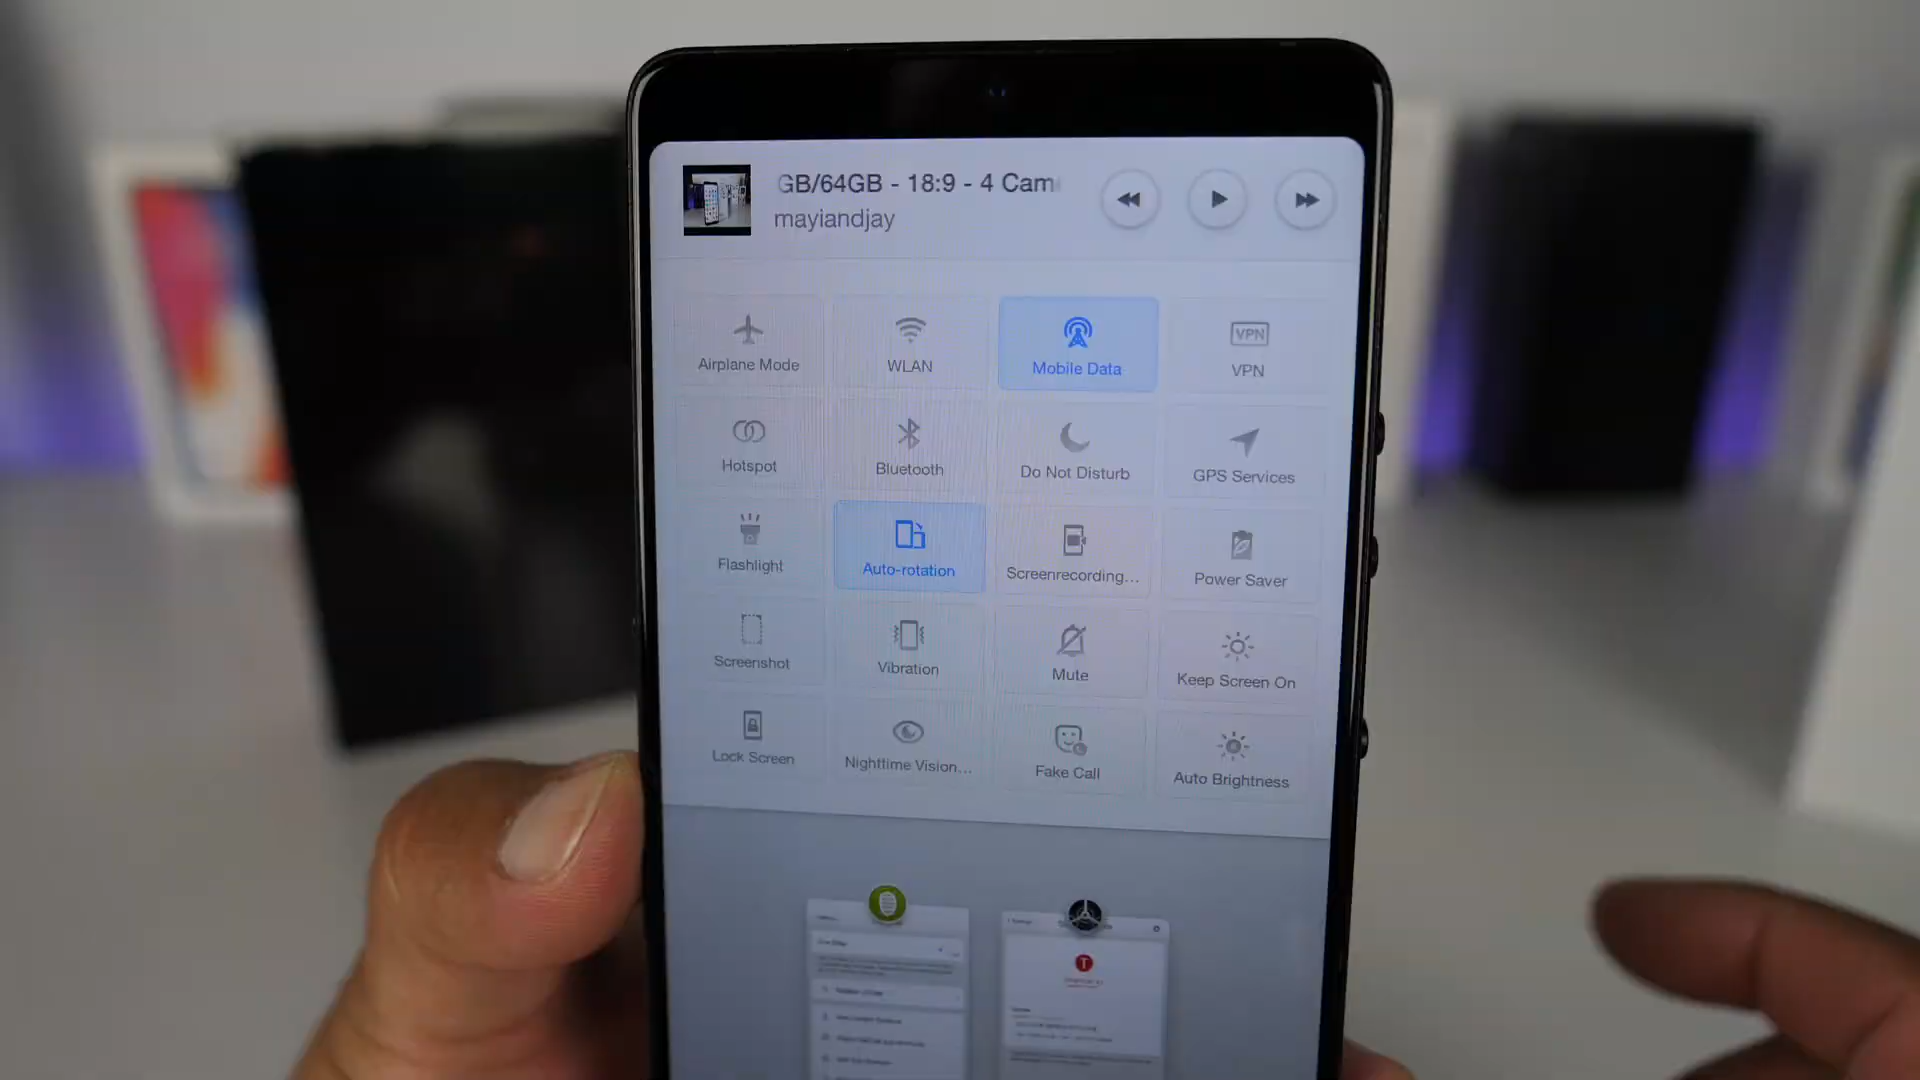 GB/64GB - 18:9 - 4 Cam
mayiandjay
Airplane Mode
WLAN
Mobile Data
VPN
VPN
Hotspot
Bluetooth
Do Not Disturb
GPS Services
Flashlight
Auto-rotation
Screenrecording...
Power Saver
Screenshot
Vibration
Mute
Keep Screen On
Lock Screen
Nighttime Vision...
Fake Call
Auto Brightness
T